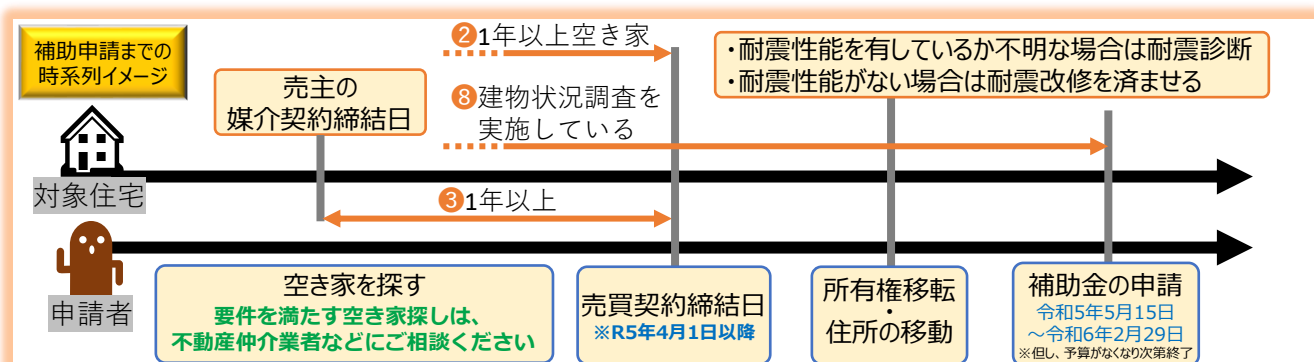 補助申請までの
時系列イメージ
❷1年以上空き家
・耐震性能を有しているか不明な場合は耐震診断
・耐震性能がない場合は耐震改修を済ませる
売主の
媒介契約締結日
❽建物状況調査を
実施している
対象住宅
❸1年以上
申請者
空き家を探す
要件を満たす空き家探しは、
不動産仲介業者などにご相談ください
売買契約締結日
※R5年4月1日以降
所有権移転
・
住所の移動
補助金の申請
令和5年5月15日
～令和6年2月29日
※但し、予算がなくなり次第終了